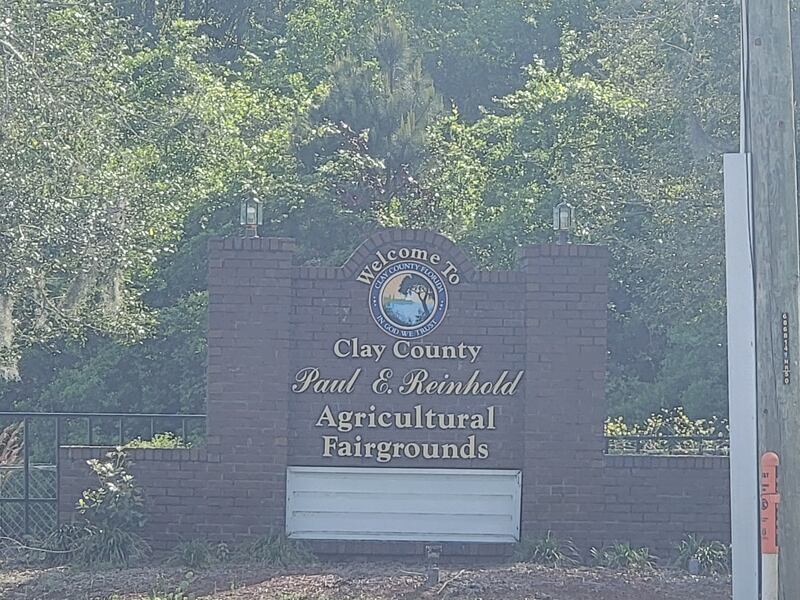 Welcome To
CLAY COUNTY FLORIDA
IN GOD WE TRUST
Clay County
Paul E. Reinhold
Agricultural
Fairgrounds